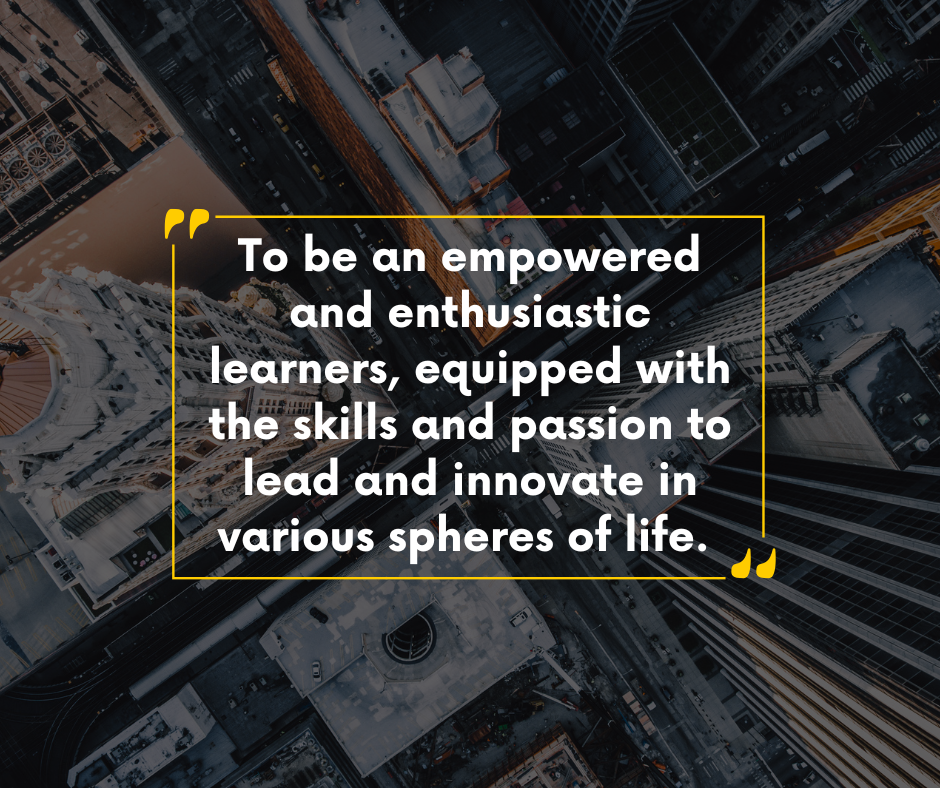 To be an empowered
and enthusiastic
learners, equipped with
the skills and passion to
lead and innovate in
various spheres of life.